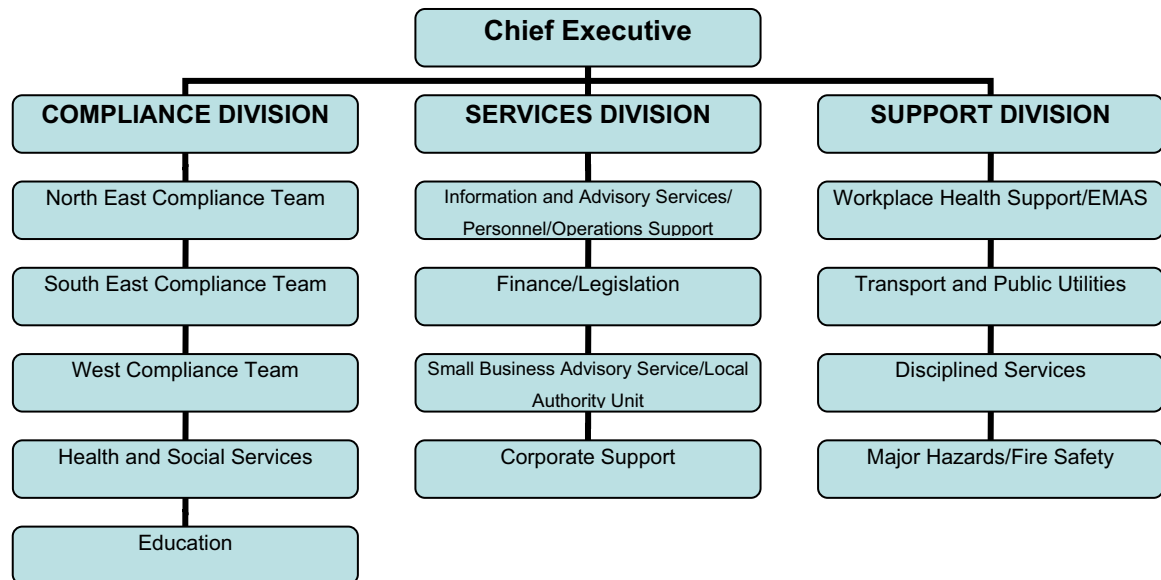 Chief Executive
COMPLIANCE DIVISION
North East Compliance Team
South East Compliance Team
West Compliance Team
Health and Social Services
Education
SERVICES DIVISION
Information and Advisory Services/
Personnel/Operations Support
Finance/Legislation
Small Business Advisory Service/Local
Authority Unit
Corporate Support
SUPPORT DIVISION
Workplace Health Support/EMAS
Transport and Public Utilities
Disciplined Services
Major Hazards/Fire Safety